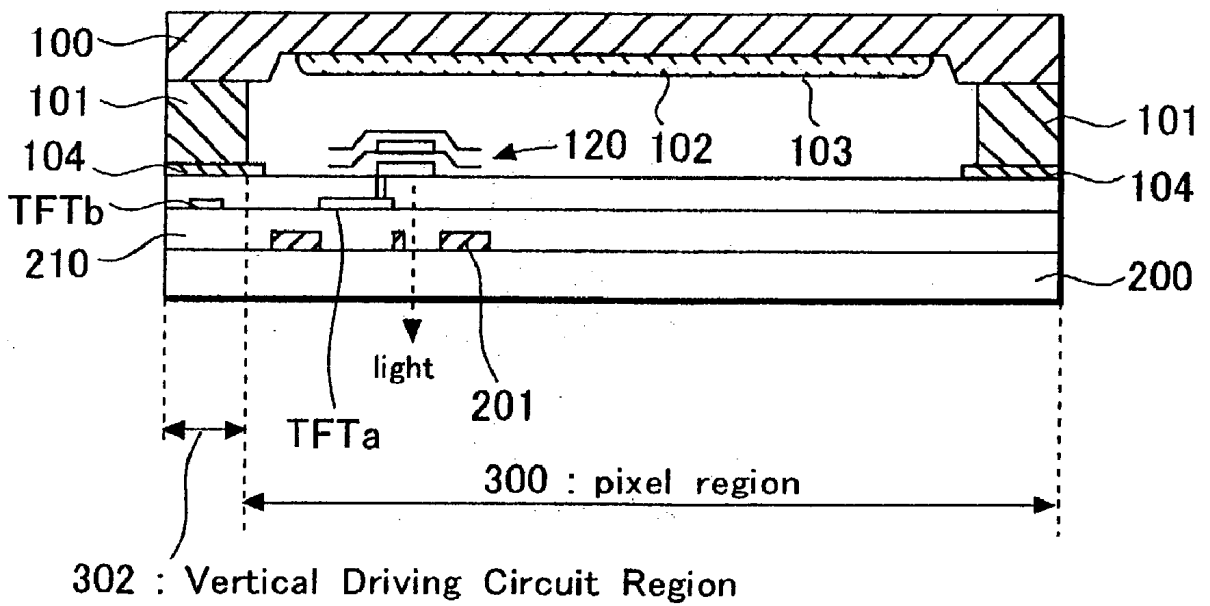 100
101
101
104
120
102
103
104
TFTb
210
200
light
201
TFTa
300 : pixel region
302 : Vertical Driving Circuit Region